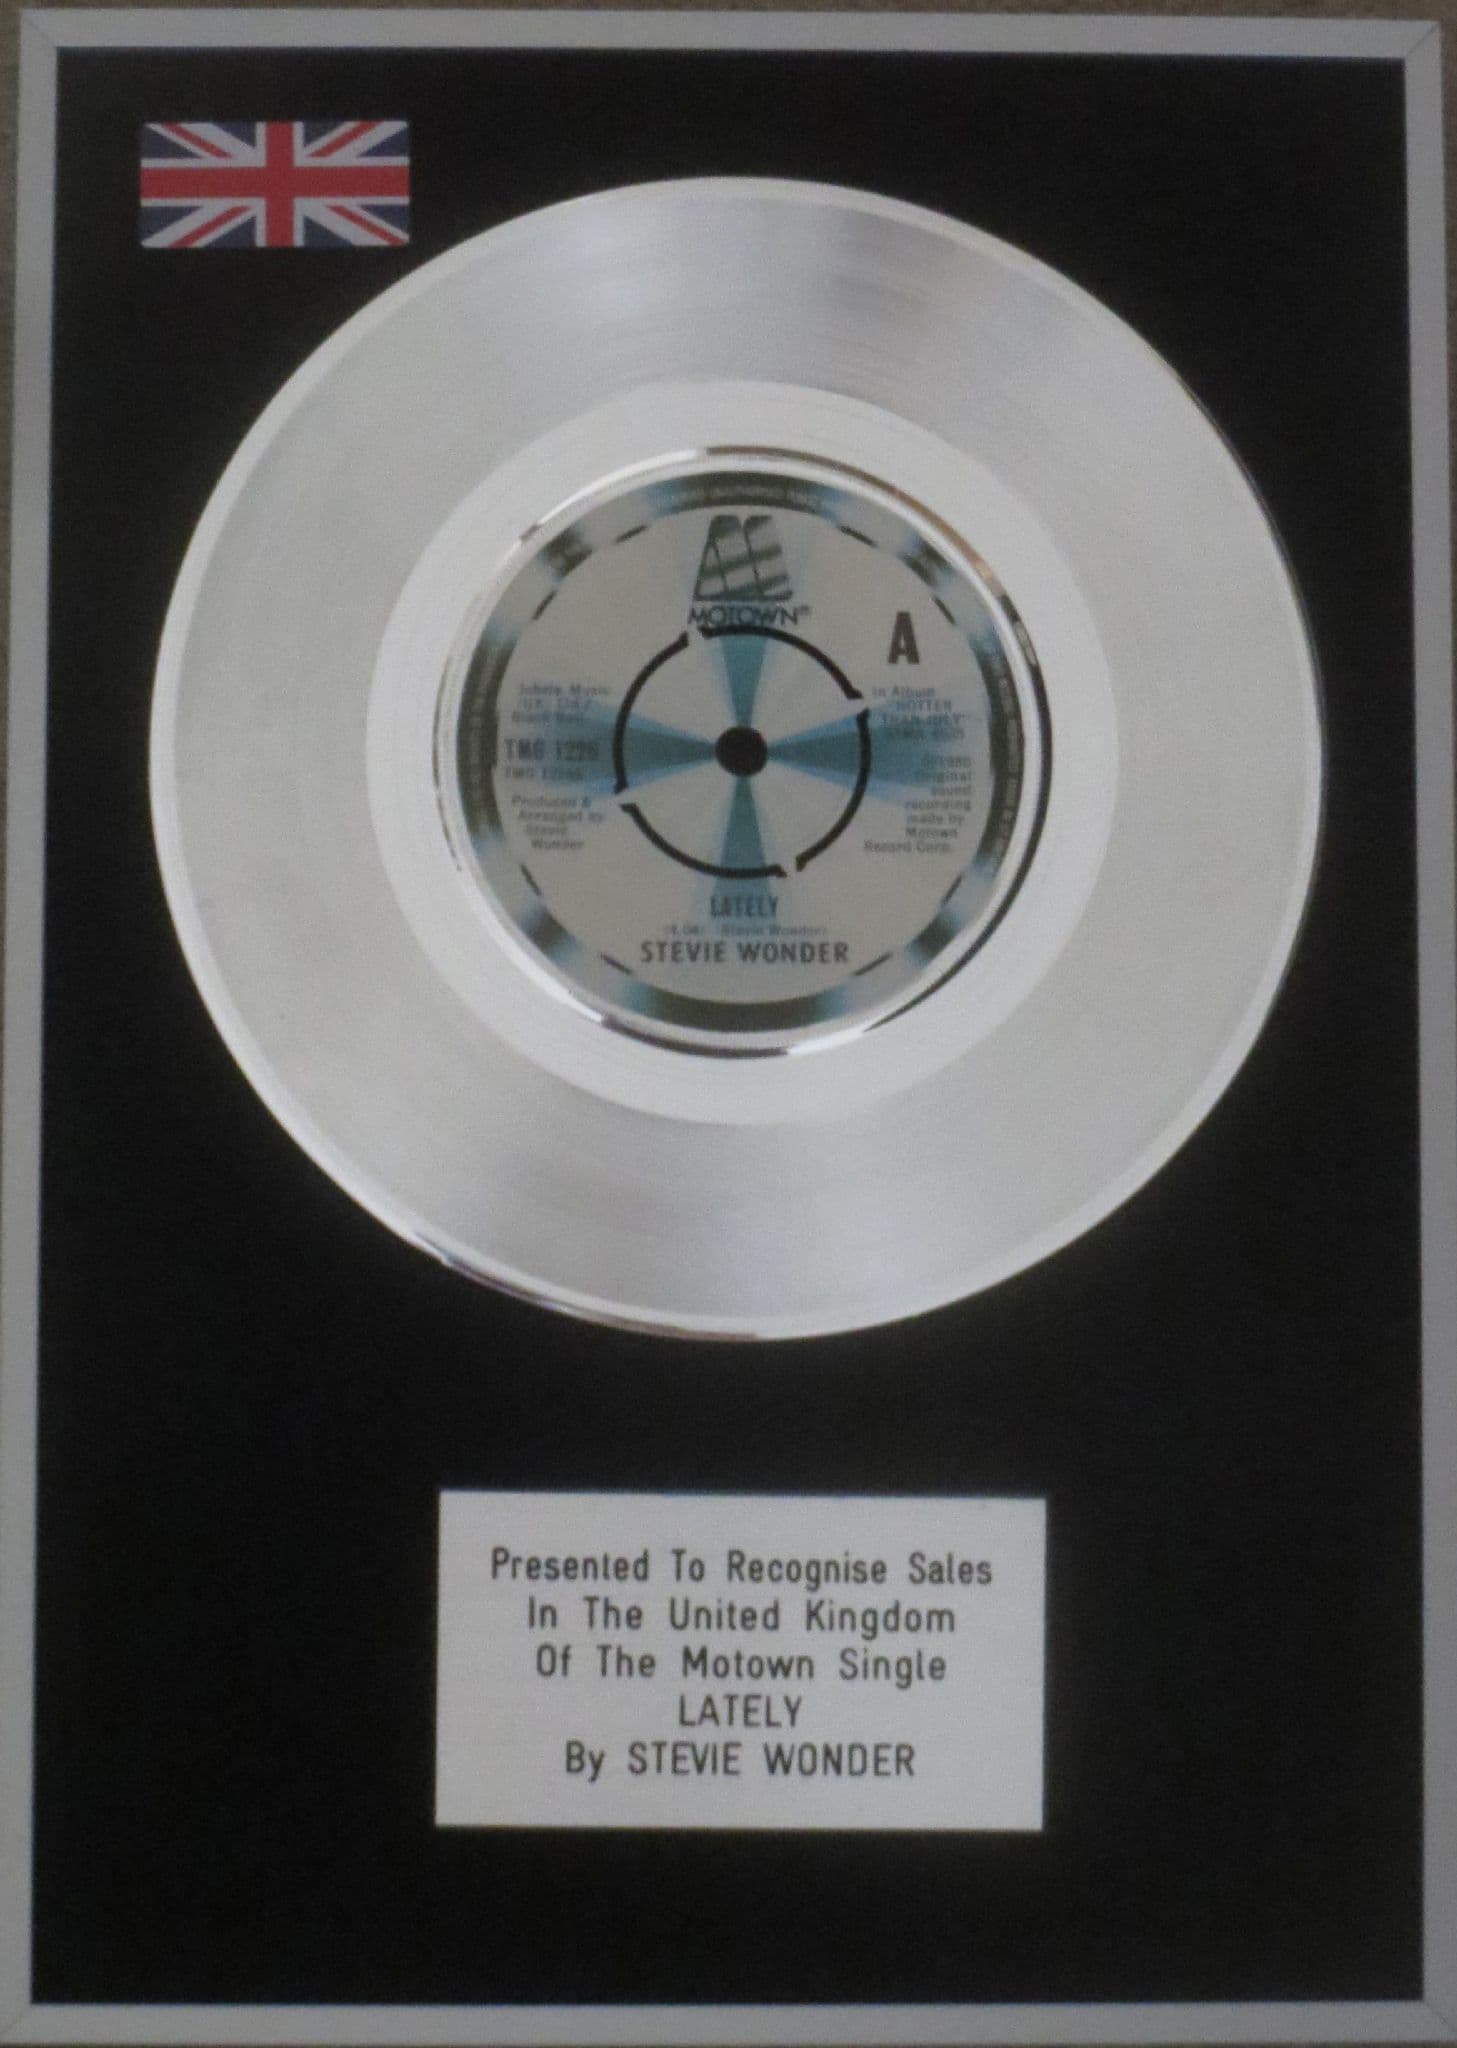 MOTOWN
A
In Album
"HOTTER
THAN JULY"
TMG 1226
Produced &
Arranged by
Stevie
Wonder
Original
sound
recording
made by
Motown
Record Corp.
LATELY
STEVIE WONDER
Presented To Recognise Sales
In The United Kingdom
Of The Motown Single
LATELY
By STEVIE WONDER